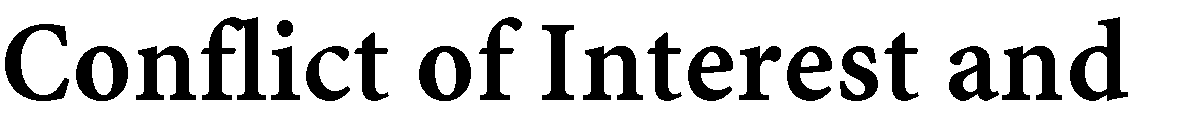 Conflict of Interest and